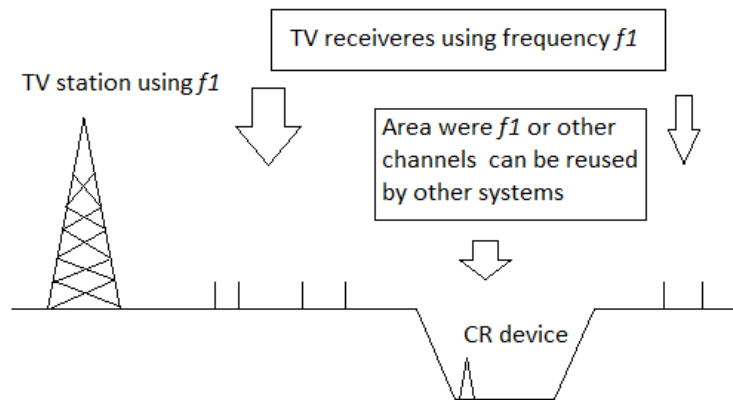 TV receiveres using frequency f1
TV station using f1
Area were f1 or other
channels can be reused
by other systems
CR device